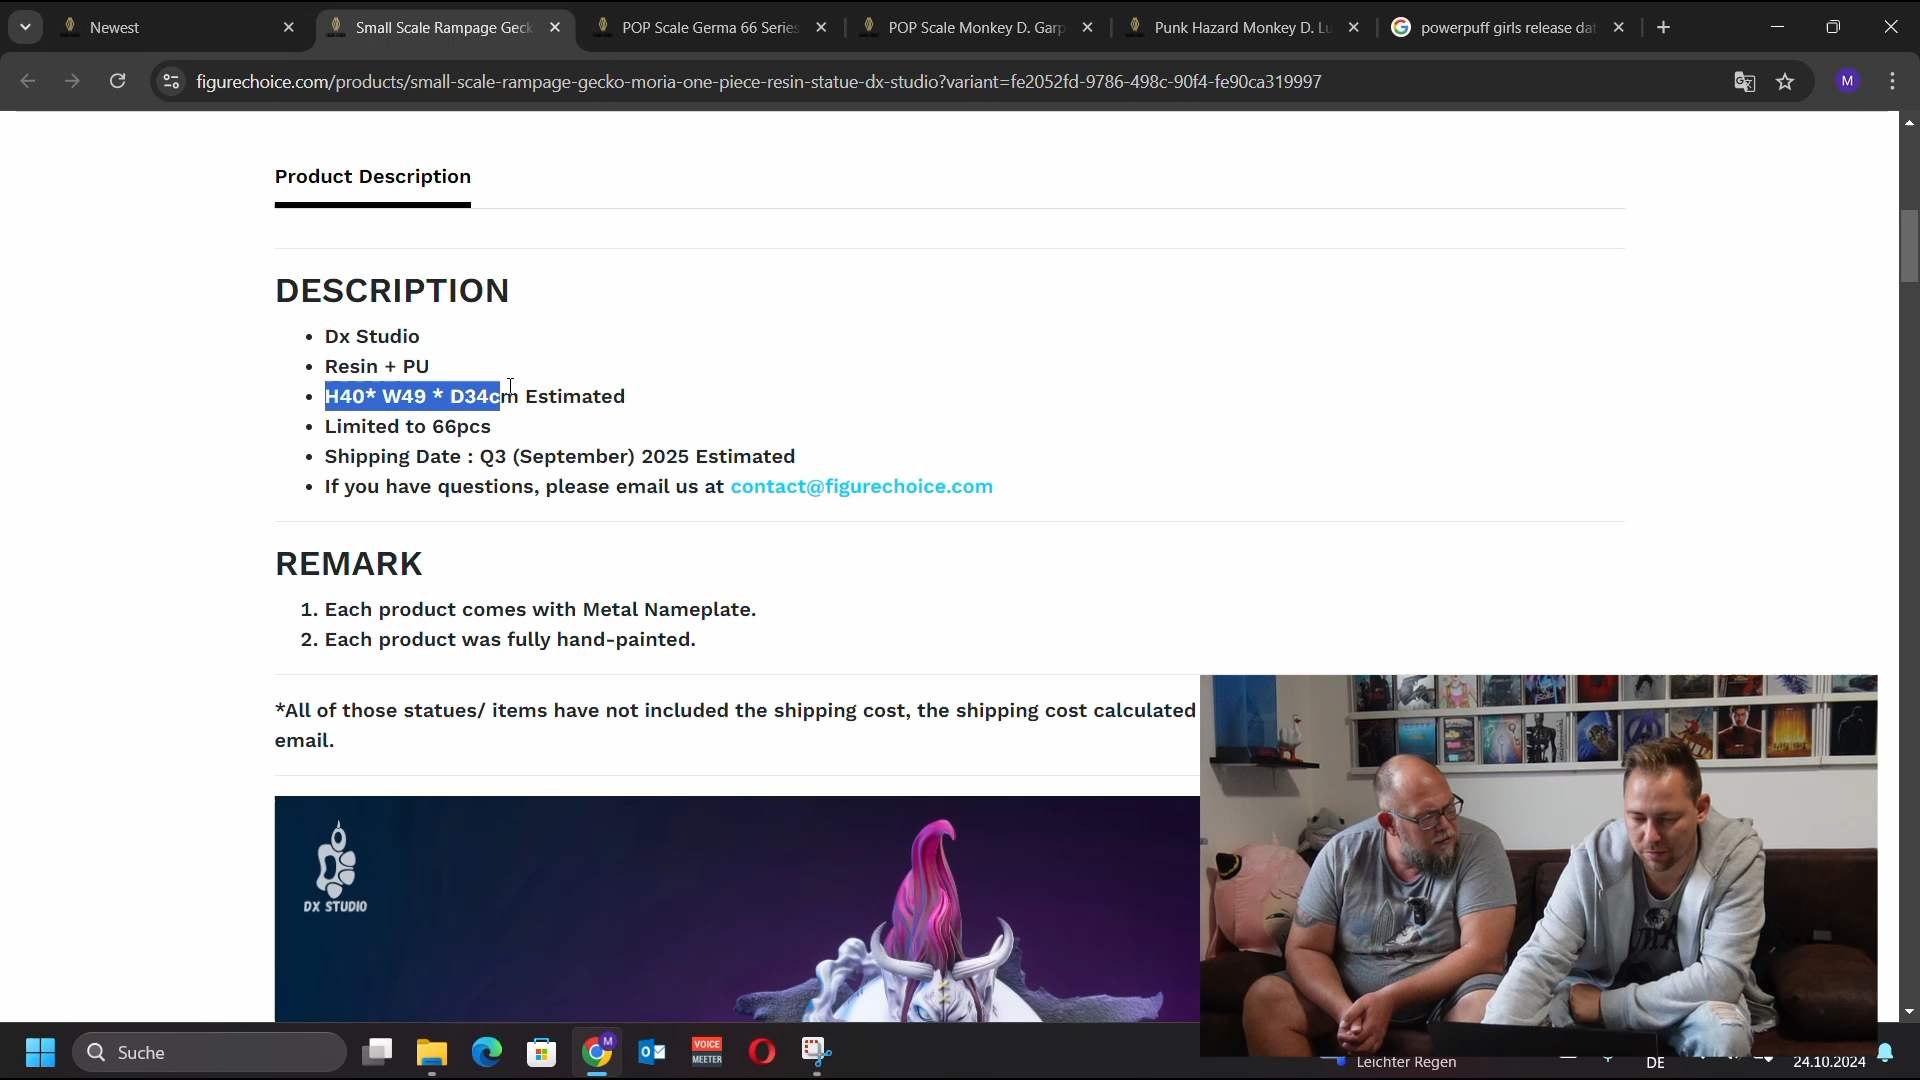 Newest
Small Scale Rampage Geck
POP Scale Germa 66 Series
POP Scale Monkey D. Garp
Punk Hazard Monkey D. Lu
powerpuff girls release dat
figurechoice.com/products/small-scale-rampage-gecko-moria-one-piece-resin-statue-dx-studio?variant=fe2052fd-9786-498c-90f4-fe90ca319997
M
Product Description
DESCRIPTION
• Dx Studio
• Resin + PU
• H40* W49 * D34cm Estimated
• Limited to 66pcs
• Shipping Date : Q3 (September) 2025 Estimated
• If you have questions, please email us at contact@figurechoice.com
REMARK
1. Each product comes with Metal Nameplate.
2. Each product was fully hand-painted.
*All of those statues/ items have not included the shipping cost, the shipping cost calculated
email.
DX STUDIO
Suche
M
VOICE
MEETER
Leichter Regen
DE
24.10.2024